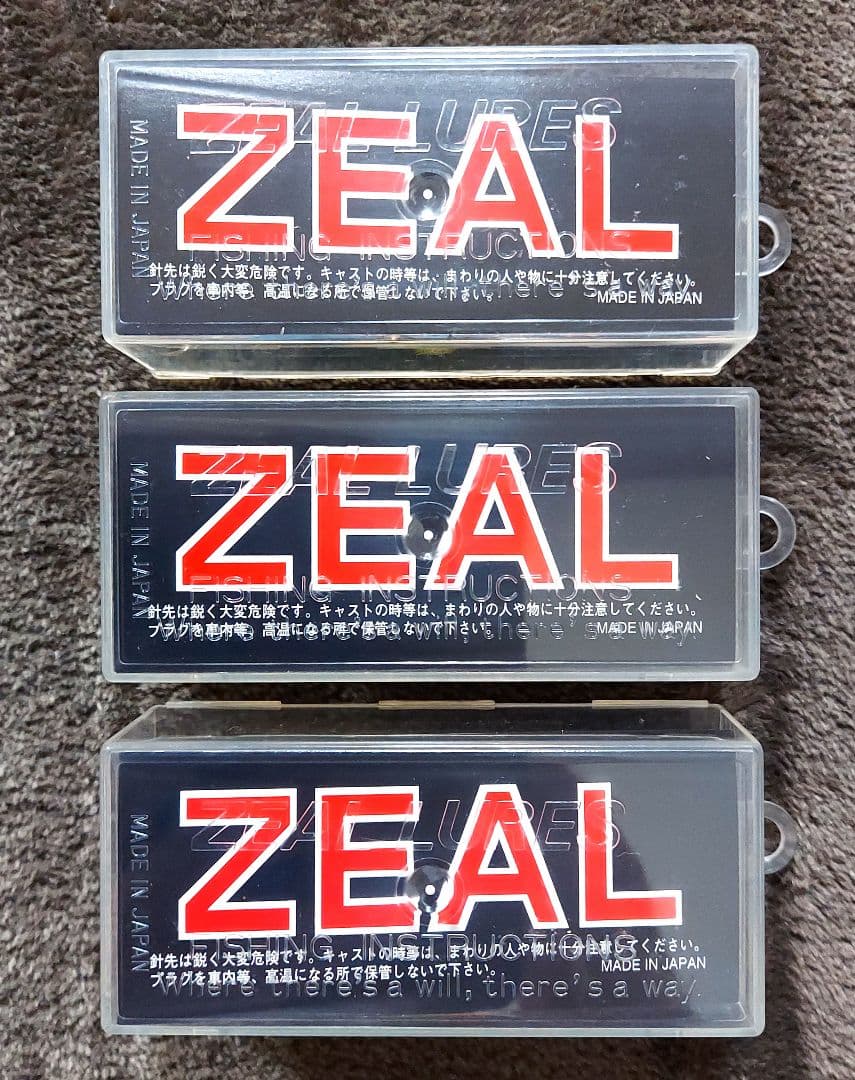 ZEAL LURES
ZEAL
MADE IN JAPAN
FISHING INSTRUCTIONS
針先は鋭く大変危険です。キャストの時等は、まわりの人や物に十分注意してください。
プラグを車内等、高温になる所で保管しないで下さい。
MADE IN JAPAN
Where there's a will, there's a way.
ZEAL LURES
ZEAL
MADE IN JAPAN
FISHING INSTRUCTIONS
針先は鋭く大変危険です。キャストの時等は、まわりの人や物に十分注意してください。
プラグを車内等、高温になる所で保管しないで下さい。
MADE IN JAPAN
Where there's a will, there's a way.
ZEAL LURES
ZEAL
MADE IN JAPAN
FISHING INSTRUCTIONS
針先は鋭く大変危険です。キャストの時等は、まわりの人や物に十分注意してください。
プラグを車内等、高温になる所で保管しないで下さい。
MADE IN JAPAN
Where there's a will, there's a way.